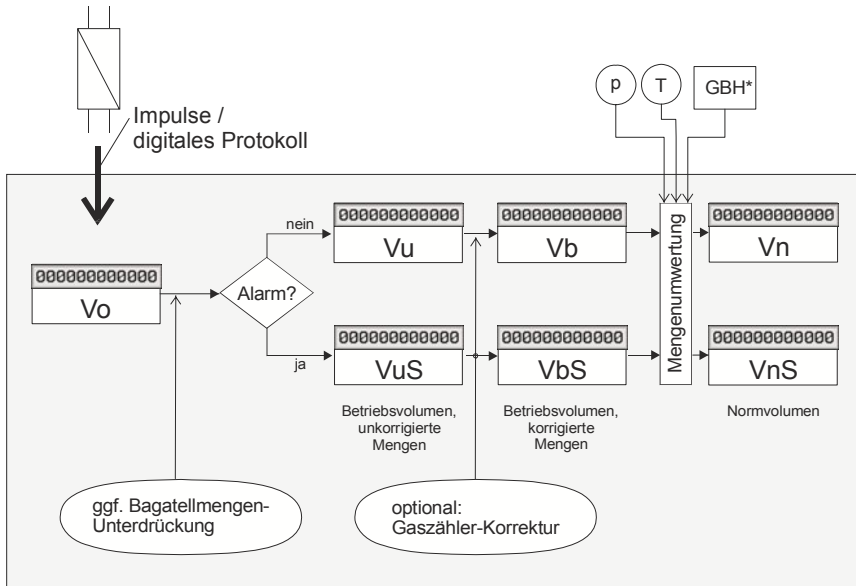 Impulse /
digitales Protokoll
p
T
GBH*
nein
000000000000
Vu
000000000000
Vb
000000000000
Vn
000000000000
Vo
Alarm?
Mengenumwertung
ja
000000000000
VuS
000000000000
VbS
000000000000
VnS
Betriebsvolumen,
unkorrigierte
Mengen
Betriebsvolumen,
korrigierte
Mengen
Normvolumen
ggf. Bagatellmengen-
Unterdrückung
optional:
Gaszähler-Korrektur